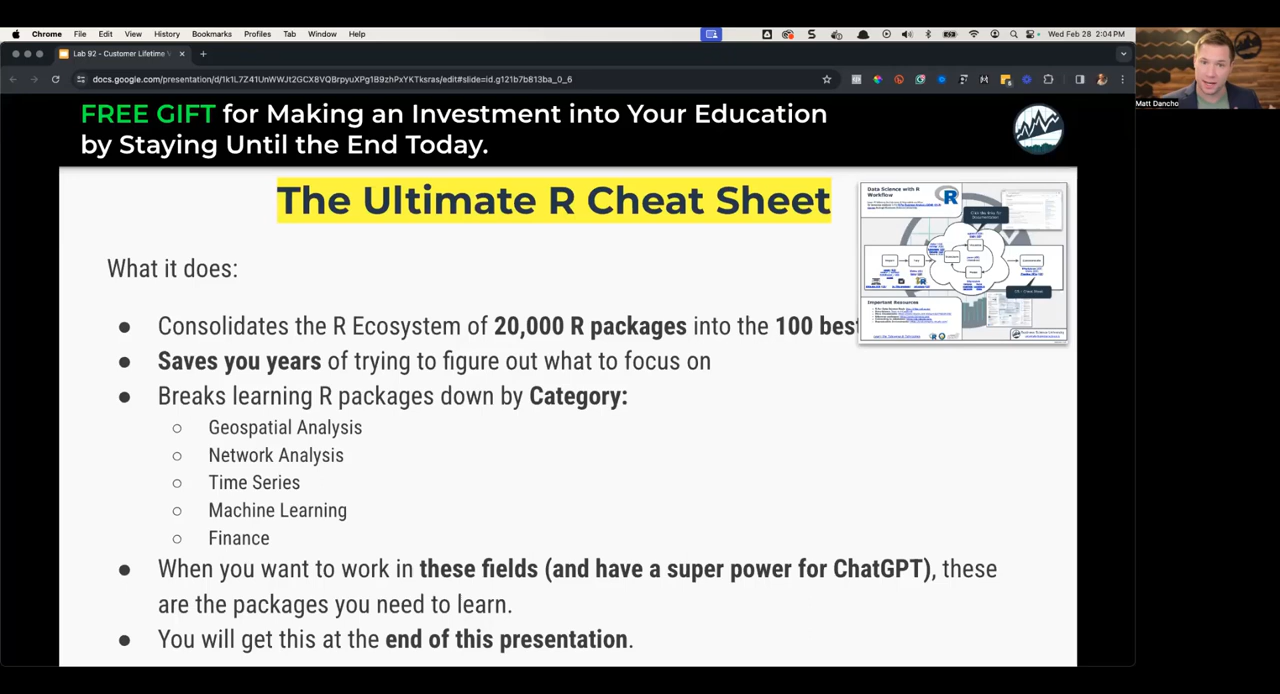 Chrome File Edit View History Bookmarks Profiles Tab Window Help Wed Feb 28 2:04 PM
Lab 92 - Customer Lifetime
docs.google.com/presentation/d/1k1L7Z41UnWWJt2GCX8VQBrpyuXPg1B9zhPxYKTksras/edit#slide=id.g121b7b813ba_0_6
Matt Dancho
FREE GIFT for Making an Investment into Your Education
by Staying Until the End Today.
The Ultimate R Cheat Sheet
Data Science with R
Workflow
Important Resources
What it does:
● Consolidates the R Ecosystem of 20,000 R packages into the 100 best
● Saves you years of trying to figure out what to focus on
● Breaks learning R packages down by Category:
○ Geospatial Analysis
○ Network Analysis
○ Time Series
○ Machine Learning
○ Finance
● When you want to work in these fields (and have a super power for ChatGPT), these
are the packages you need to learn.
● You will get this at the end of this presentation.